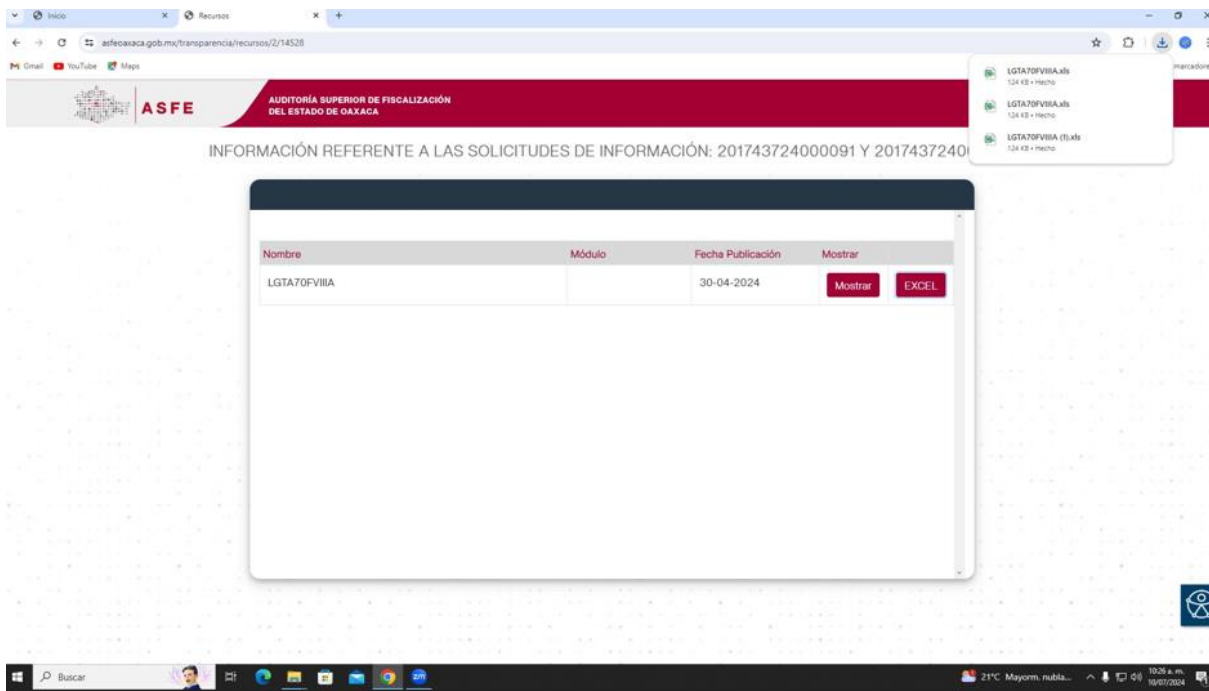 Inicio
Recursos
asfeoaxaca.gob.mx/transparencia/recursos/2/14528
Gmail YouTube Maps
LGTA70FVIIIA.xls
124 KB • Hecho
LGTA70FVIIIA.xls
124 KB • Hecho
LGTA70FVIIIA (1).xls
124 KB • Hecho
ASFE
AUDITORÍA SUPERIOR DE FISCALIZACIÓN
DEL ESTADO DE OAXACA
INFORMACIÓN REFERENTE A LAS SOLICITUDES DE INFORMACIÓN: 201743724000091 Y 2017437240
Nombre Módulo Fecha Publicación Mostrar
LGTA70FVIIIA 30-04-2024 Mostrar EXCEL
Buscar
zm
21°C Mayorm. nubla...
10:26 a. m.
10/07/2024